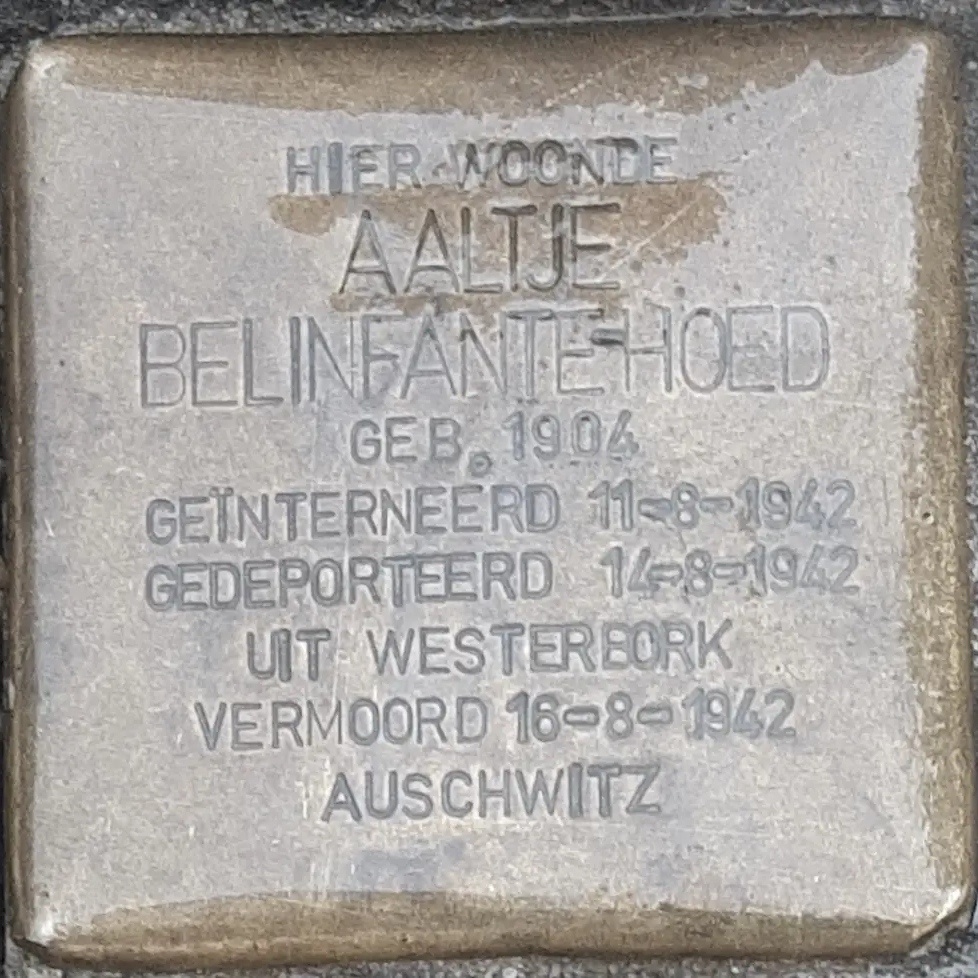 HIER WOONDE
AALTJE
BELINFANTE-HOED
GEB. 1904
GEÏNTERNEERD 11-8-1942
GEDEPORTEERD 14-8-1942
UIT WESTERBORK
VERMOORD 16-8-1942
AUSCHWITZ